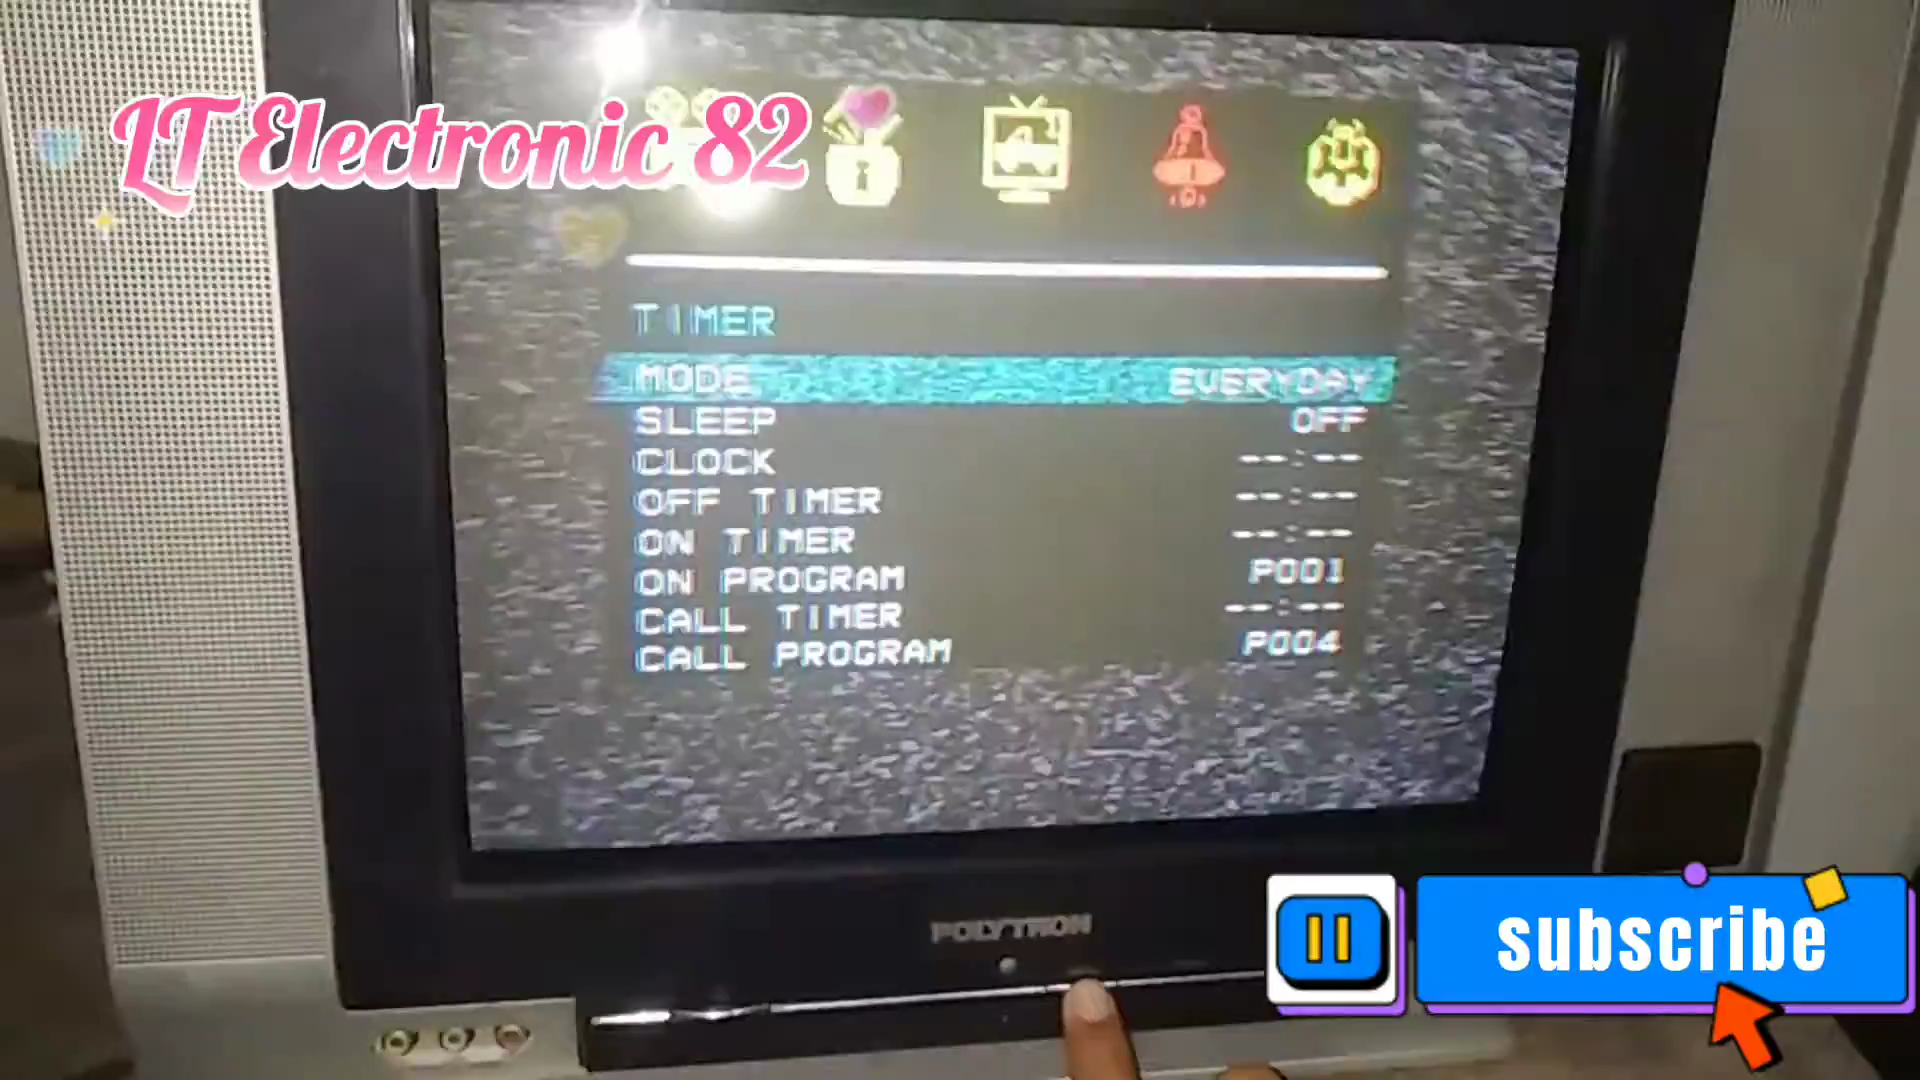 LT Electronic 82
TIMER
MODE EVERYDAY
SLEEP OFF
CLOCK --:--
OFF TIMER --:--
ON TIMER --:--
ON PROGRAM P001
CALL TIMER --:--
CALL PROGRAM P004
POLYTRON
subscribe